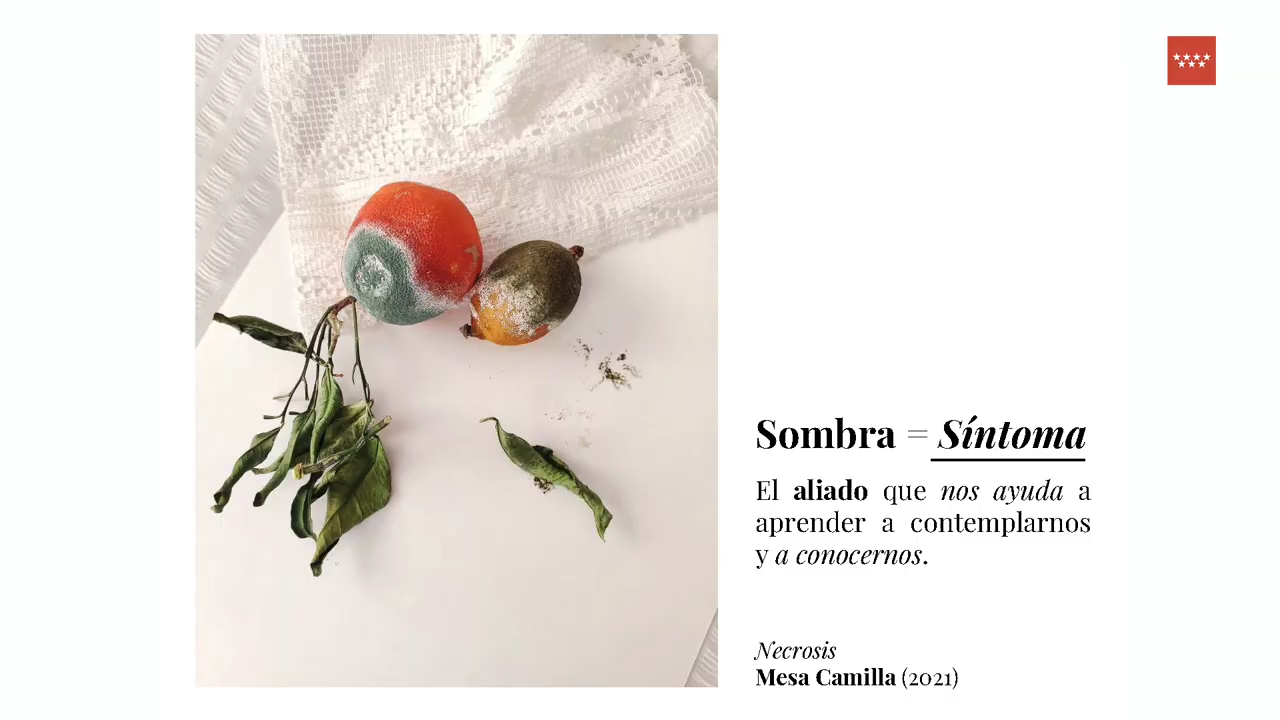 Sombra = Síntoma
El aliado que nos ayuda a
aprender a contemplarnos
y a conocernos.
Necrosis
Mesa Camilla (2021)